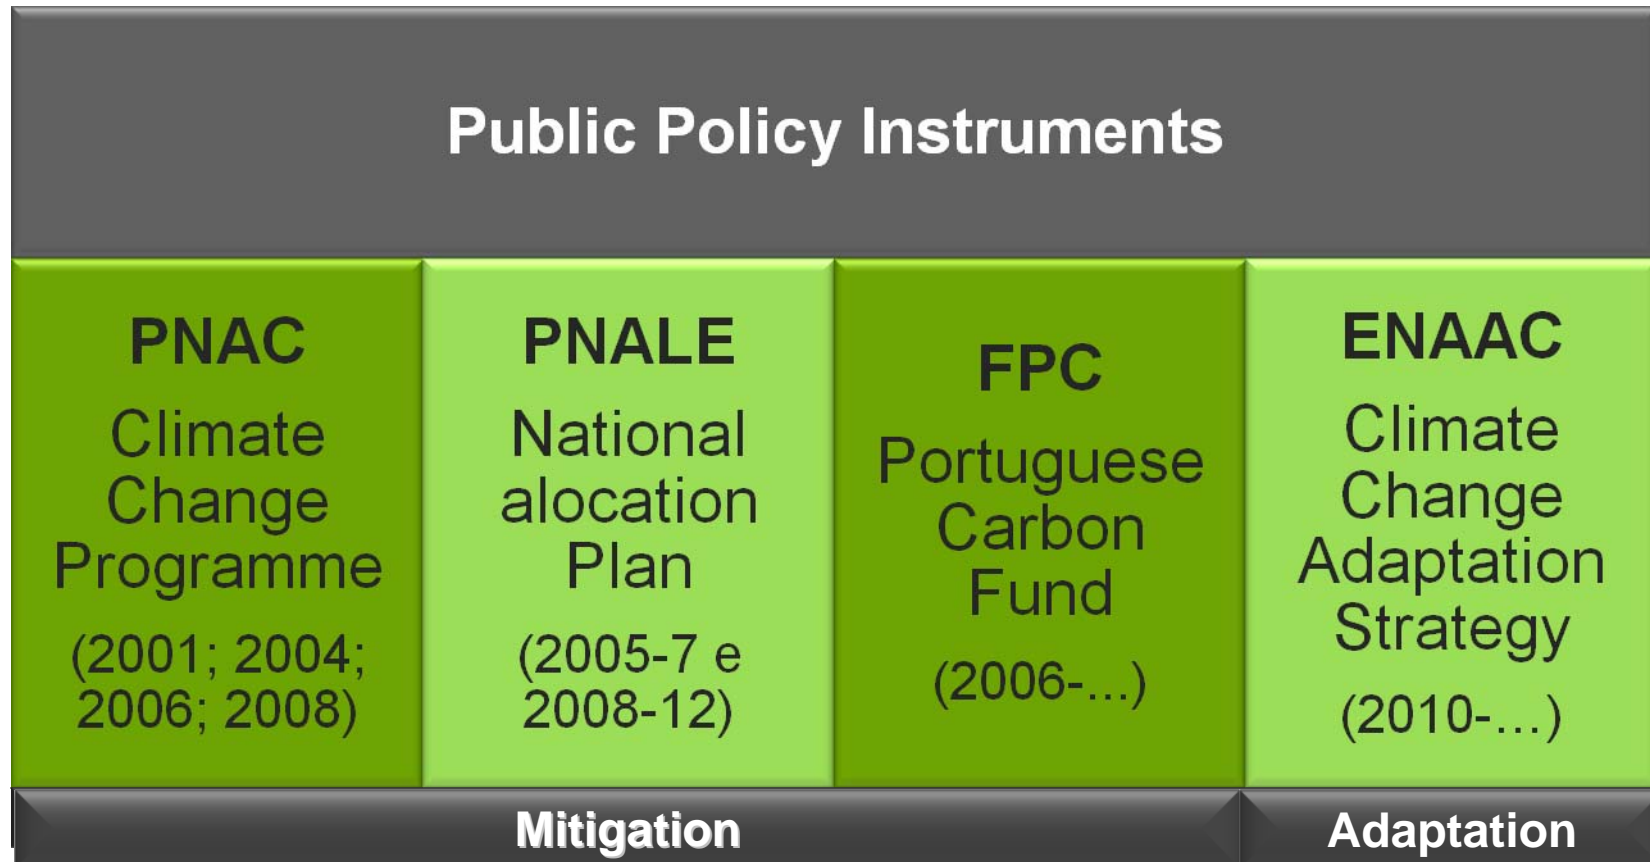 Public Policy Instruments
PNAC
Climate
Change
Programme
(2001; 2004;
2006; 2008)
PNALE
National
alocation
Plan
(2005-7 e
2008-12)
FPC
Portuguese
Carbon
Fund
(2006-...)
ENAAC
Climate
Change
Adaptation
Strategy
(2010-...)
Mitigation
Adaptation